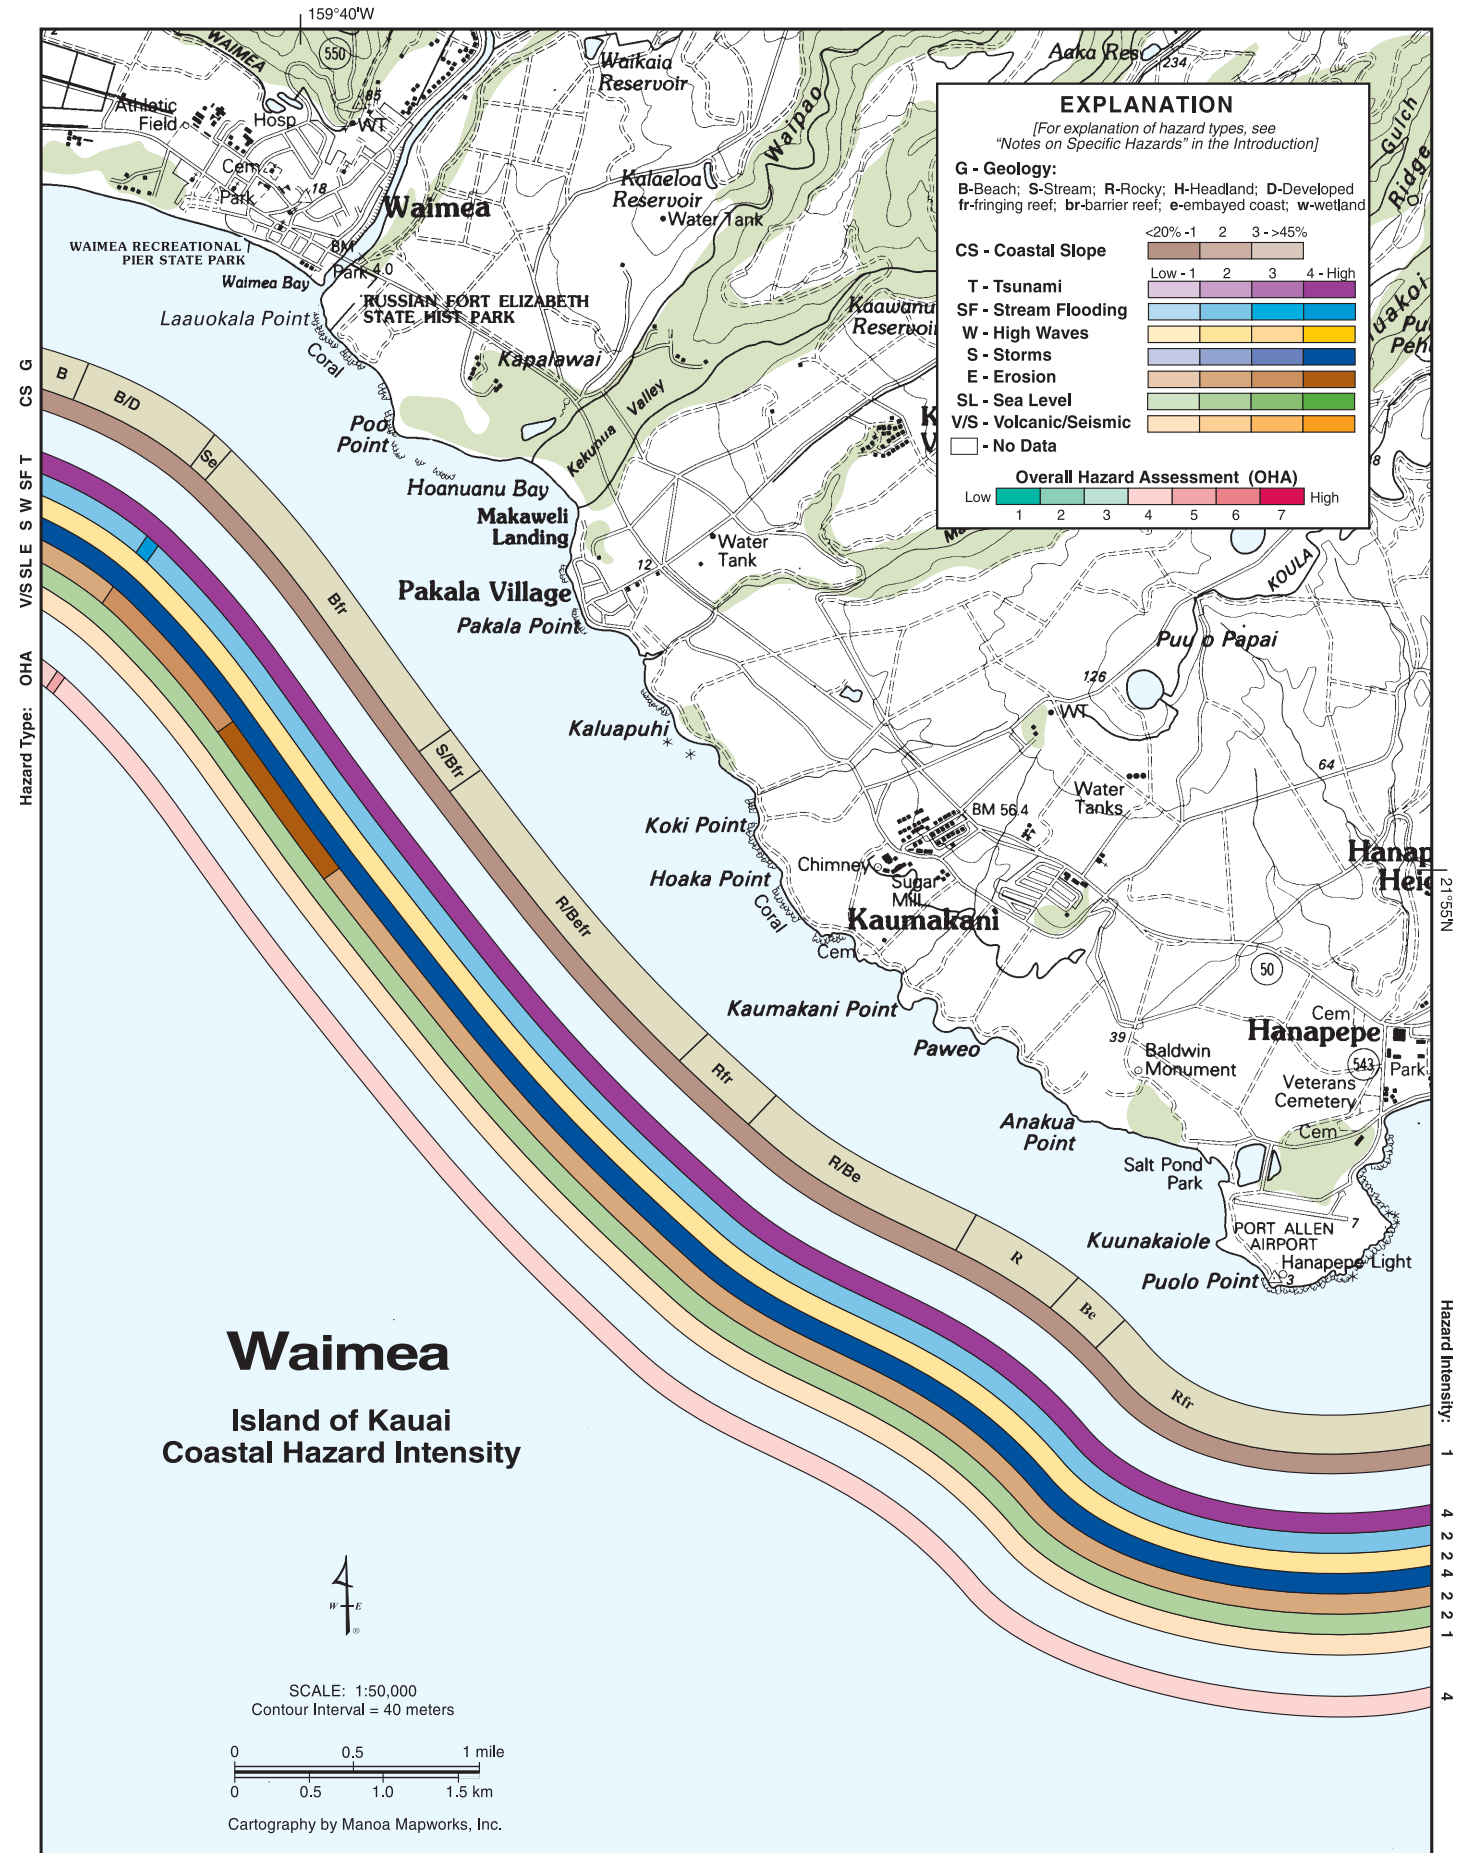 159°40'W
WAIMEA
550
85
Athletic
Field
Hosp
WT
Cem
18
Park
Waimea
Waikaia
Reservoir
Waipao
Kalaeloa
Reservoir
Water Tank
Aaka Res
234
Gulch
Ridge
WAIMEA RECREATIONAL
PIER STATE PARK
Waimea Bay
BM
Park 4.0
Laauokala Point
RUSSIAN FORT ELIZABETH
STATE HIST PARK
Coral
Kapalawai
Kaawanu
Reservoir
Poo
Point
Valley
Kekupua
Hoanuanu Bay
Makaweli
Landing
Water
Tank
12
Pakala Village
Pakala Point
Kaluapuhi
KOULA
Puu o Papai
126
WT
64
Water
Tanks
BM 56.4
Koki Point
Chimney
Hoaka Point
Sugar
Mill
Coral
Kaumakani
Cem
Hanap
Heig
21°55'N
50
Kaumakani Point
Paweo
Cem
Hanapepe
39
Baldwin
Monument
543
Park
Veterans
Cemetery
Anakua
Point
Cem
Salt Pond
Park
PORT ALLEN
AIRPORT
7
Kuunakaiole
Hanapepe Light
Puolo Point
3
EXPLANATION
[For explanation of hazard types, see
“Notes on Specific Hazards” in the Introduction]
G - Geology:
B-Beach; S-Stream; R-Rocky; H-Headland; D-Developed
fr-fringing reef; br-barrier reef; e-embayed coast; w-wetland
<20% -1 2 3 - >45%
CS - Coastal Slope
Low - 1 2 3 4 - High
T - Tsunami
SF - Stream Flooding
W - High Waves
S - Storms
E - Erosion
SL - Sea Level
V/S - Volcanic/Seismic
- No Data
Overall Hazard Assessment (OHA)
Low High
1 2 3 4 5 6 7
Hazard Type: OHA V/S SL E S W SF T CS G
B
B/D
Se
Bfr
S/Bfr
R/Befr
Rfr
R/Be
R
Be
Rfr
Hazard Intensity: 1 4 2 2 4 2 2 1 4
Waimea
Island of Kauai
Coastal Hazard Intensity
W E
SCALE: 1:50,000
Contour Interval = 40 meters
0 0.5 1 mile
0 0.5 1.0 1.5 km
Cartography by Manoa Mapworks, Inc.